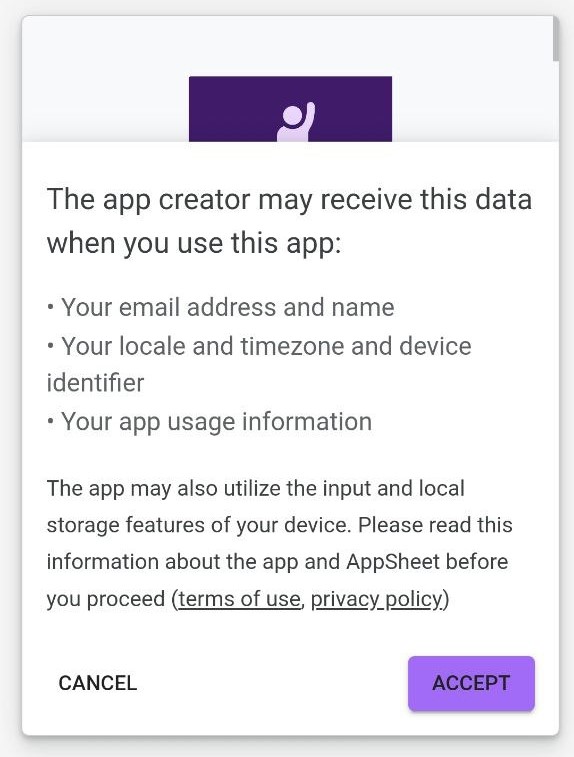 The app creator may receive this data
when you use this app:
• Your email address and name
• Your locale and timezone and device
identifier
• Your app usage information
The app may also utilize the input and local
storage features of your device. Please read this
information about the app and AppSheet before
you proceed (terms of use, privacy policy)
CANCEL ACCEPT